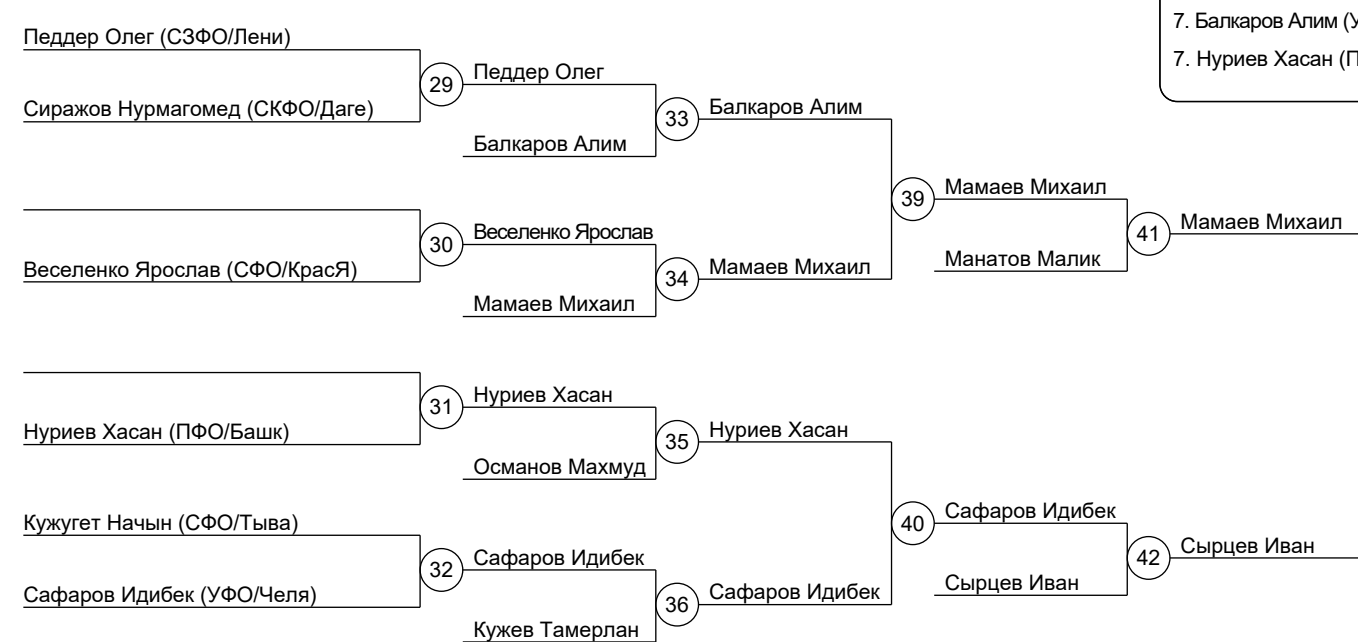 7. Балкаров Алим (У
7. Нуриев Хасан (П
Педдер Олег (СЗФО/Лени)
29
Педдер Олег
Сиражов Нурмагомед (СКФО/Даге)
33
Балкаров Алим
Балкаров Алим
39
Мамаев Михаил
30
Веселенко Ярослав
Веселенко Ярослав (СФО/КрасЯ)
34
Мамаев Михаил
Мамаев Михаил
41
Мамаев Михаил
Манатов Малик
31
Нуриев Хасан
Нуриев Хасан (ПФО/Башк)
35
Нуриев Хасан
Османов Махмуд
40
Сафаров Идибек
Кужугет Начын (СФО/Тыва)
32
Сафаров Идибек
Сафаров Идибек (УФО/Челя)
36
Сафаров Идибек
Кужев Тамерлан
42
Сырцев Иван
Сырцев Иван